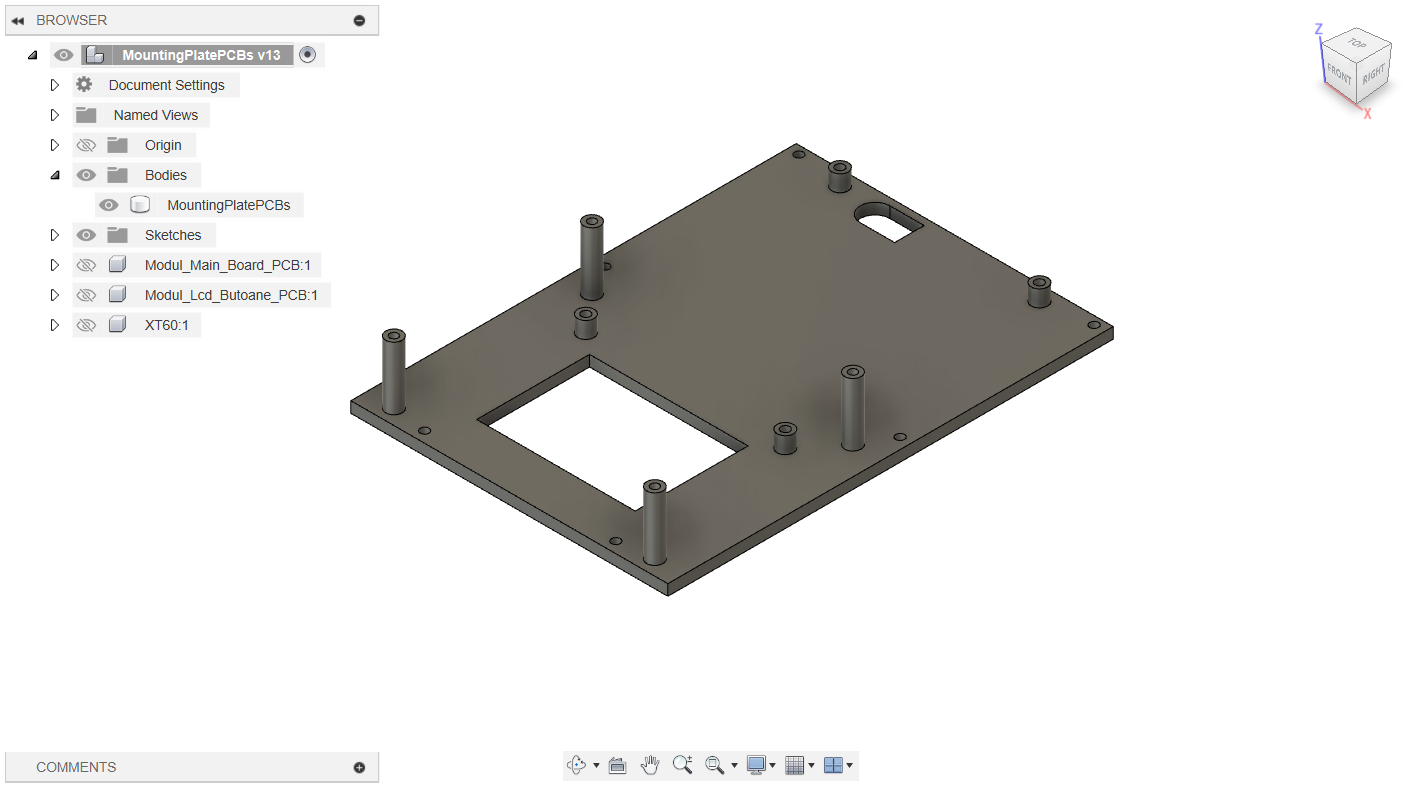 BROWSER
MountingPlatePCBs v13
Document Settings
Named Views
Origin
Bodies
MountingPlatePCBs
Sketches
Modul_Main_Board_PCB:1
Modul_Lcd_Butoane_PCB:1
XT60:1
Z
TOP
FRONT
RIGHT
X
COMMENTS